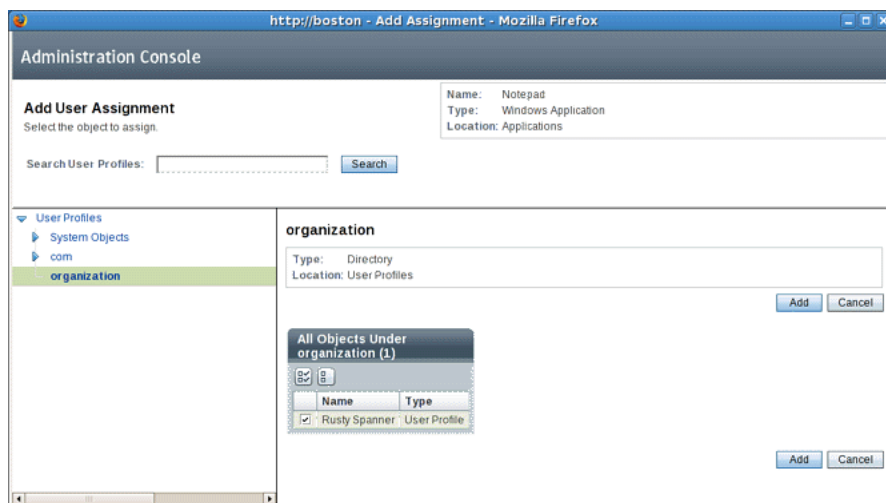 http://boston - Add Assignment - Mozilla Firefox
Administration Console
Add User Assignment
Select the object to assign.
Name: Notepad
Type: Windows Application
Location: Applications
Search User Profiles:
Search
User Profiles
System Objects
com
organization
organization
Type: Directory
Location: User Profiles
Add Cancel
All Objects Under
organization (1)
Name Type
Rusty Spanner User Profile
Add Cancel